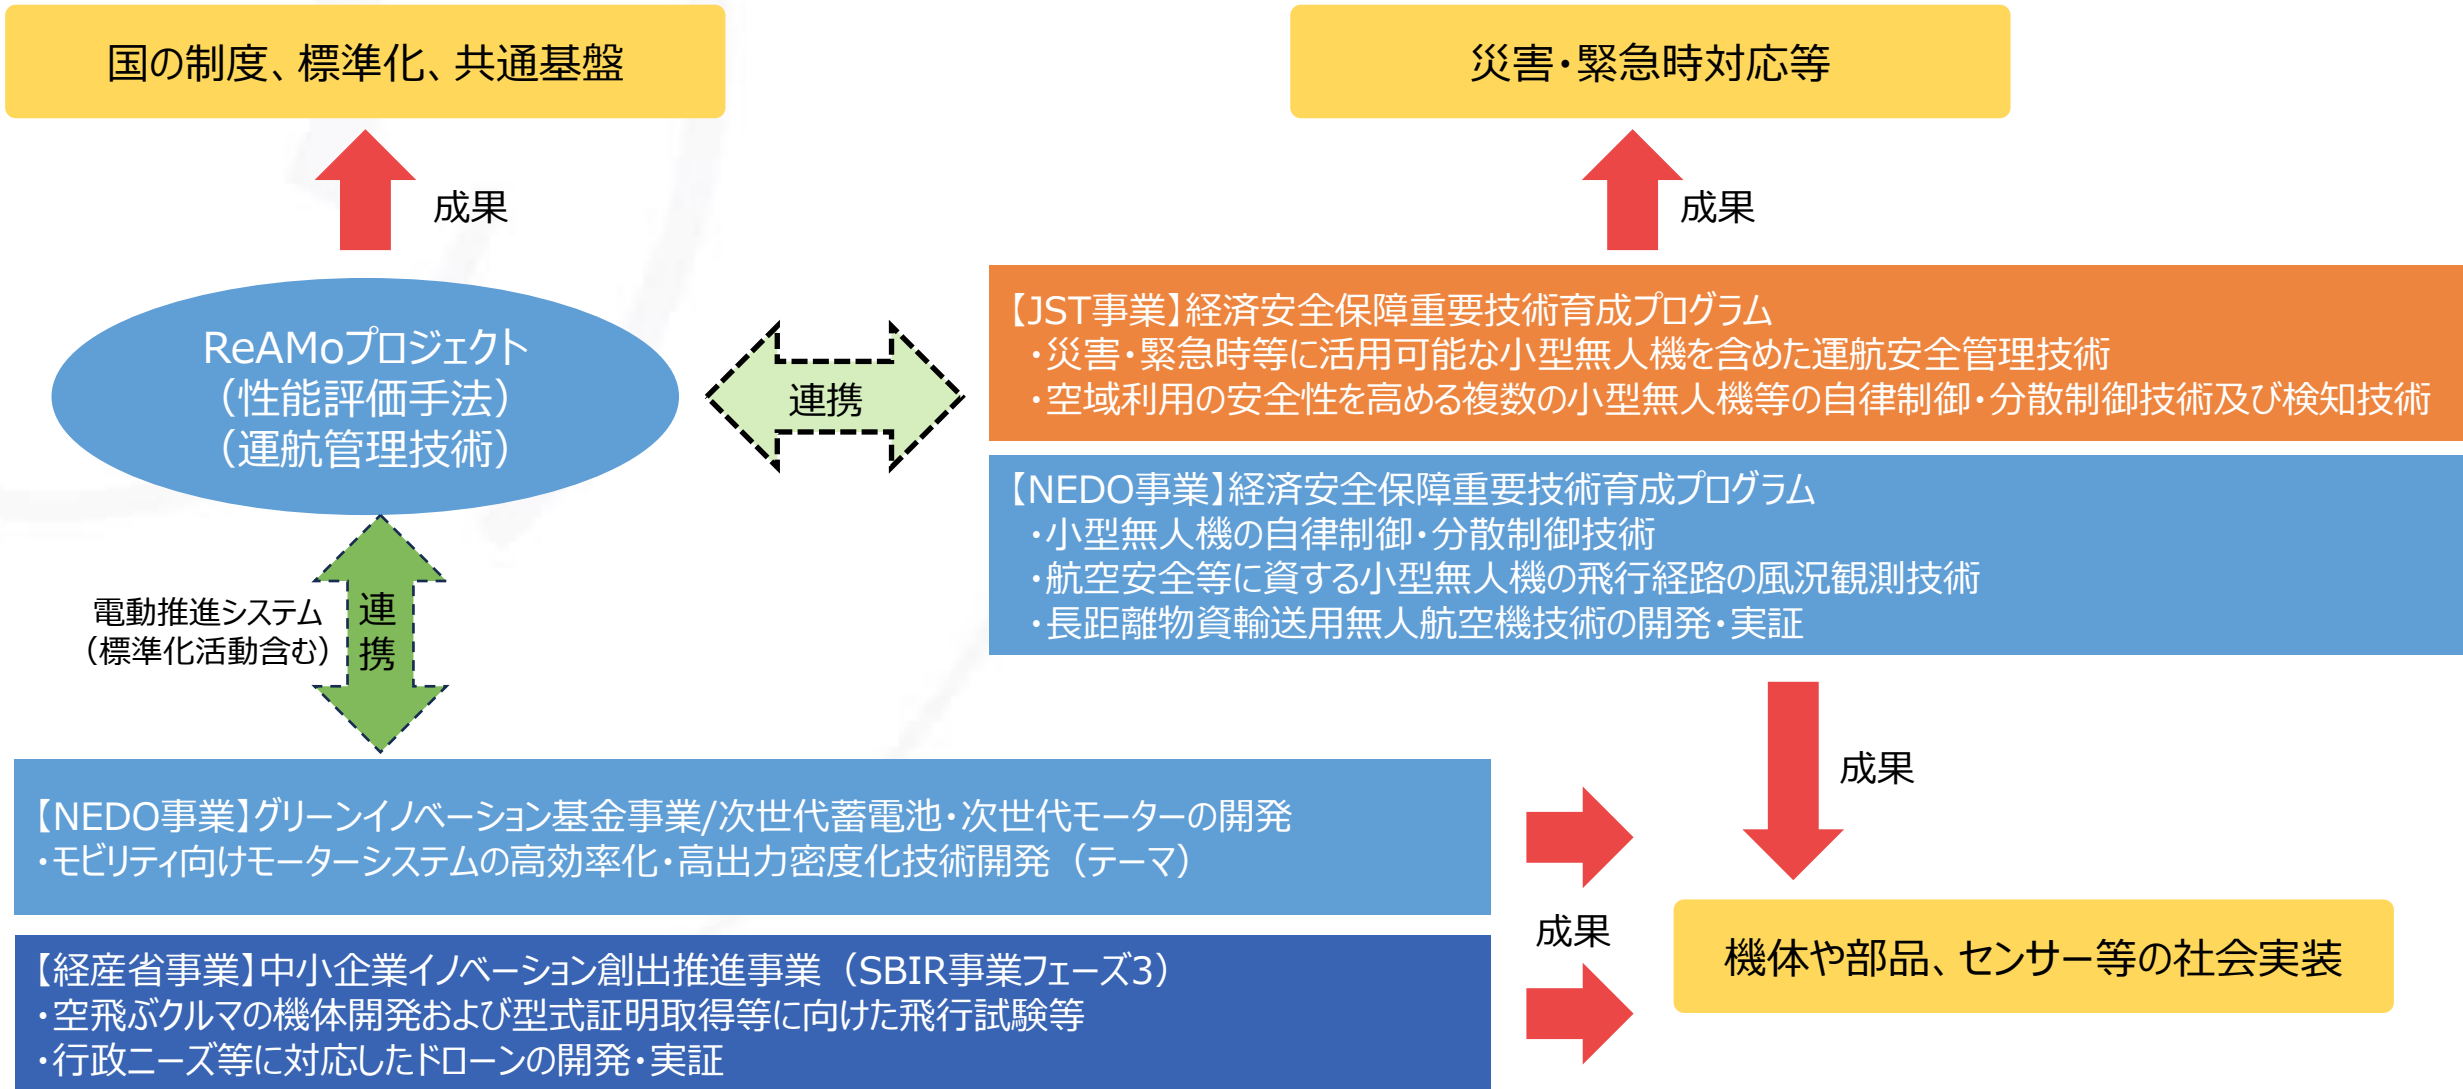 国の制度、標準化、共通基盤
災害・緊急時対応等
成果
成果
ReAMoプロジェクト
（性能評価手法）
（運航管理技術）
連携
【JST事業】経済安全保障重要技術育成プログラム
・災害・緊急時等に活用可能な小型無人機を含めた運航安全管理技術
・空域利用の安全性を高める複数の小型無人機等の自律制御・分散制御技術及び検知技術
【NEDO事業】経済安全保障重要技術育成プログラム
・小型無人機の自律制御・分散制御技術
・航空安全等に資する小型無人機の飛行経路の風況観測技術
・長距離物資輸送用無人航空機技術の開発・実証
電動推進システム
（標準化活動含む）
連
携
成果
【NEDO事業】グリーンイノベーション基金事業/次世代蓄電池・次世代モーターの開発
・モビリティ向けモーターシステムの高効率化・高出力密度化技術開発（テーマ）
成果
【経産省事業】中小企業イノベーション創出推進事業（SBIR事業フェーズ3）
・空飛ぶクルマの機体開発および型式証明取得等に向けた飛行試験等
・行政ニーズ等に対応したドローンの開発・実証
機体や部品、センサー等の社会実装